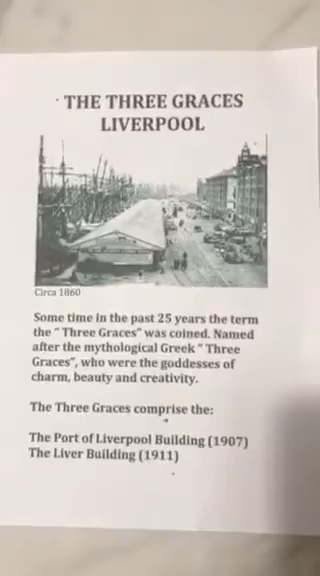 THE THREE GRACES
LIVERPOOL
Circa 1860
Some time in the past 25 years the term
the " Three Graces" was coined. Named
after the mythological Greek " Three
Graces", who were the goddesses of
charm, beauty and creativity.
The Three Graces comprise the:
The Port of Liverpool Building (1907)
The Liver Building (1911)